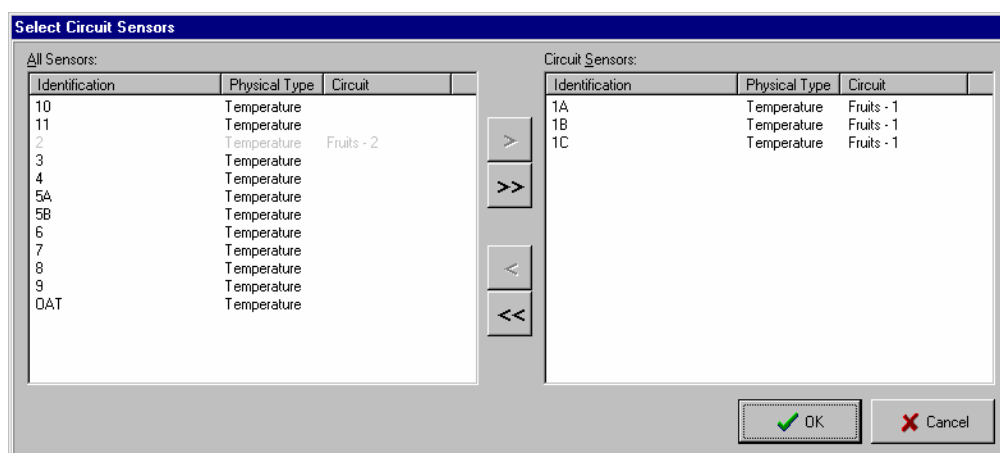 Select Circuit Sensors
All Sensors:
Identification Physical Type Circuit
10 Temperature
11 Temperature
2 Temperature Fruits - 2
3 Temperature
4 Temperature
5A Temperature
5B Temperature
6 Temperature
7 Temperature
8 Temperature
9 Temperature
OAT Temperature
>
>>
<
<<
Circuit Sensors:
Identification Physical Type Circuit
1A Temperature Fruits - 1
1B Temperature Fruits - 1
1C Temperature Fruits - 1
OK Cancel